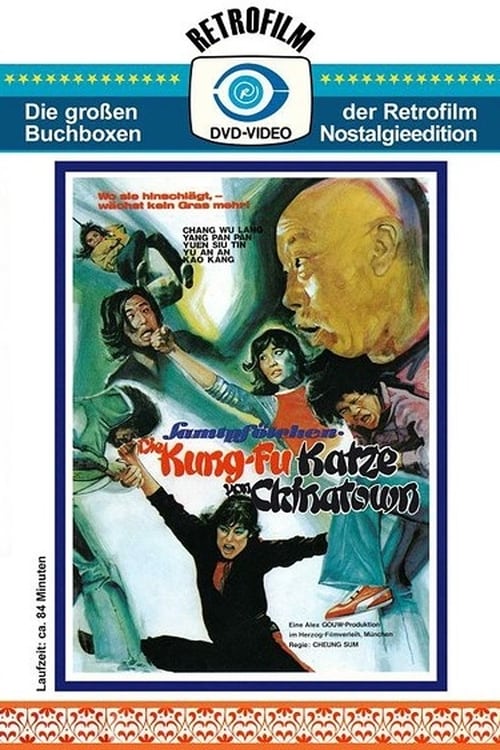 RETROFILM
DVD-VIDEO
Die großen
Buchboxen
der Retrofilm
Nostalgieedition
Wo sie hinschlägt, –
wächst kein Gras mehr!
CHANG WU LANG
YANG PAN PAN
YUEN SIU TIN
YU AN AN
KAO KANG
Samtpfötchen-
Die Kung-Fu Katze
von Chinatown
Eine Alex GOUW-Produktion
im Herzog-Filmverleih, München
Regie: CHEUNG SUM
Laufzeit: ca. 84 Minuten